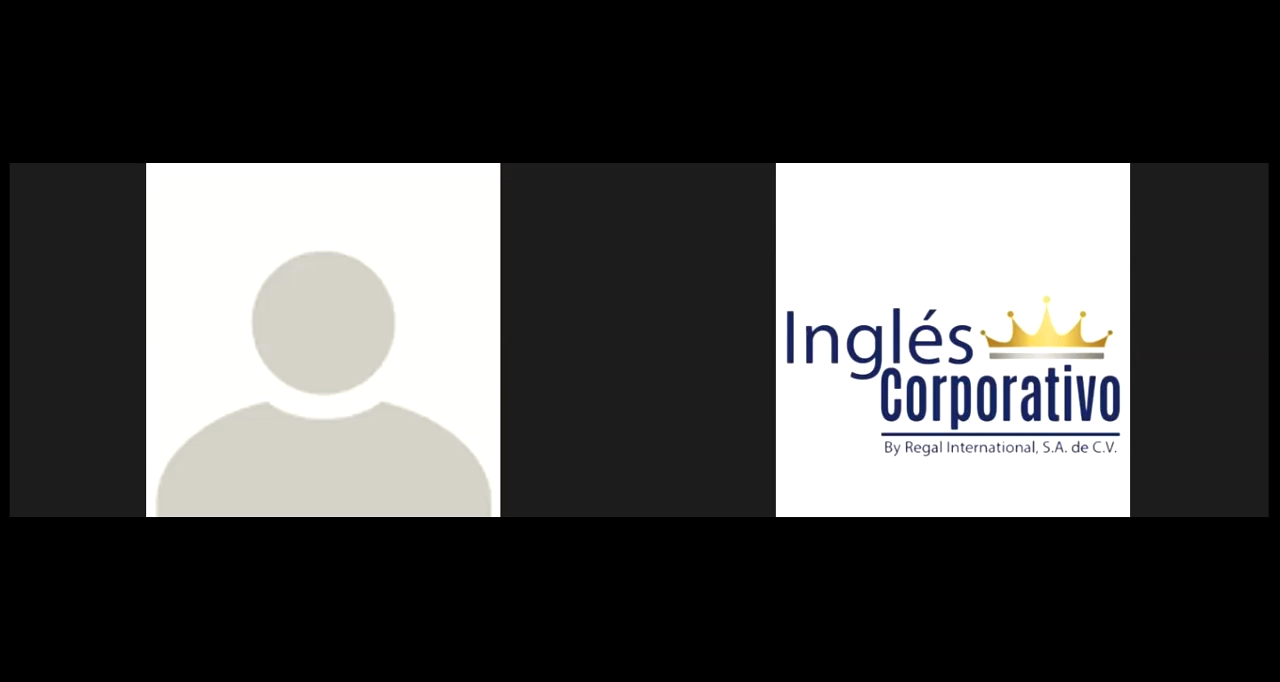 Inglés
Corporativo
By Regal International, S.A. de C.V.